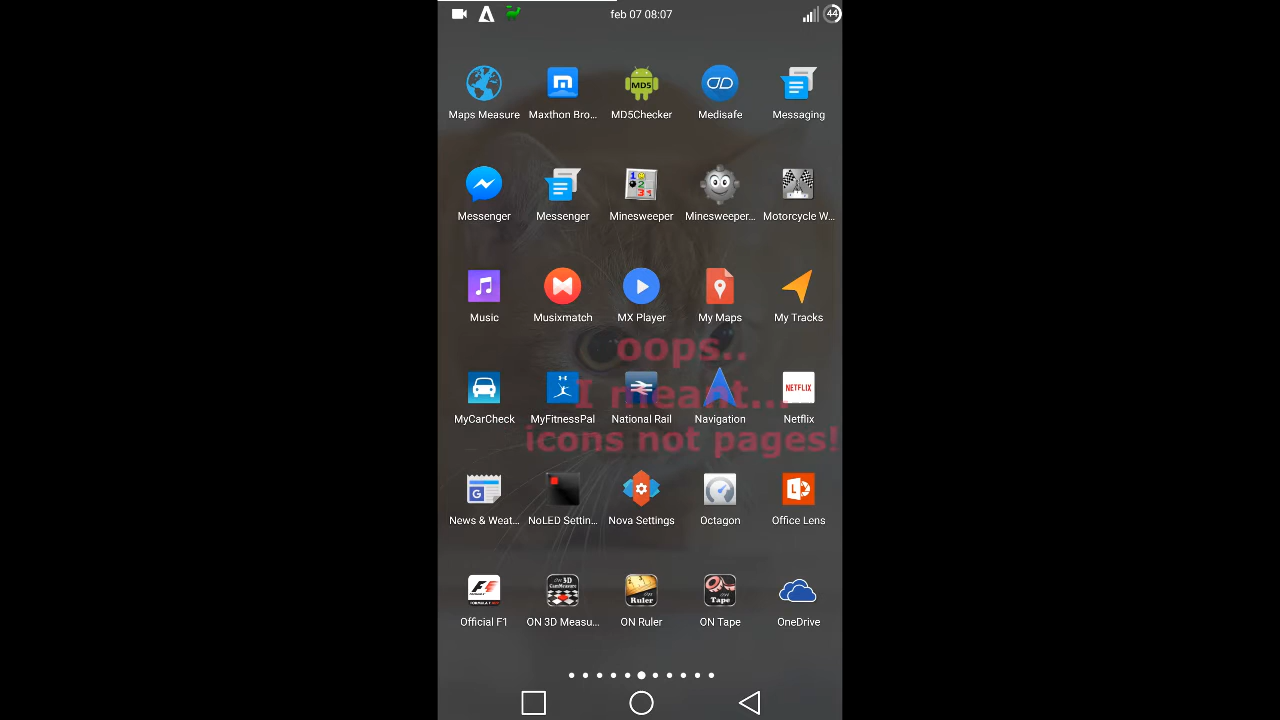 feb 07 08:07
44
Maps Measure
Maxthon Bro...
MD5
MD5Checker
Medisafe
Messaging
Messenger
Messenger
Minesweeper
Minesweeper...
Motorcycle W...
Music
Musixmatch
MX Player
My Maps
My Tracks
oops..
I meant...
icons not pages!
MyCarCheck
MyFitnessPal
National Rail
Navigation
NETFLIX
Netflix
News & Weat...
NoLED Settin...
Nova Settings
Octagon
Office Lens
Official F1
ON 3D Measu...
ON Ruler
ON Tape
OneDrive